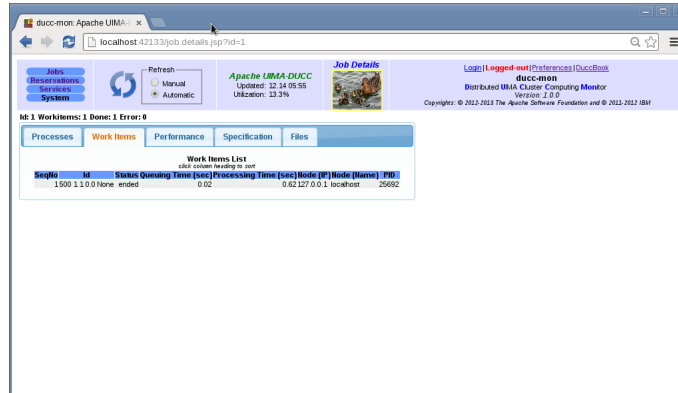 ducc-mon: Apache UIMA-
localhost:42133/job.details.jsp?id=1
Jobs
Reservations
Services
System
Refresh
Manual
Automatic
Apache UIMA-DUCC
Updated: 12.14 05:55
Utilization: 13.3%
Job Details
Login|Logged-out|Preferences|DuccBook
ducc-mon
Distributed UIMA Cluster Computing Monitor
Version: 1.0.0
Copyrights: © 2012-2013 The Apache Software Foundation and © 2011-2012 IBM
Id: 1 Workitems: 1 Done: 1 Error: 0
Processes Work Items Performance Specification Files
Work Items List
click column heading to sort
SeqNo Id Status Queuing Time (sec) Processing Time (sec) Node (IP) Node (Name) PID
1 500 1 1 0.0 None ended 0.02 0.62 127.0.0.1 localhost 25692